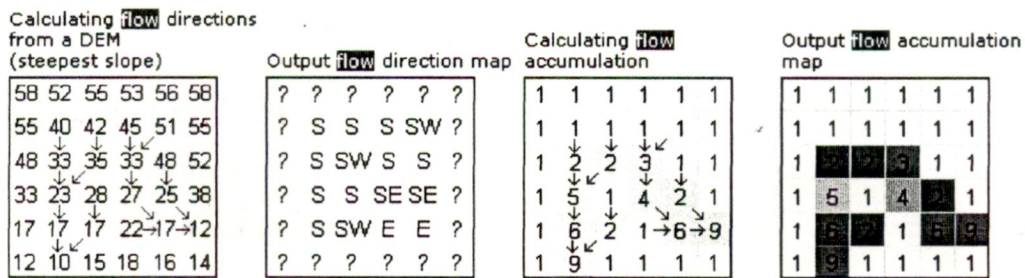 Calculating flow directions
from a DEM
(steepest slope)
58 52 55 53 56 58
55 40 42 45 51 55
48 33 35 33 48 52
33 23 28 27 25 38
17 17 17 22→17→12
12 10 15 18 16 14
Output flow direction map
? ? ? ? ? ?
? S S S SW ?
? S SW S S ?
? S S SE SE ?
? S SW E E ?
? ? ? ? ? ?
Calculating flow
accumulation
1 1 1 1 1 1
1 1 1 1 1 1
1 2 2 3 1 1
1 5 1 4 2 1
1 6 2 1→6→9
1 9 1 1 1 1
Output flow accumulation
map
1 1 1 1 1 1
1 1 1 1 1 1
1 2 2 3 1 1
1 5 1 4 2 1
1 6 2 1 6 9
1 9 1 1 1 1